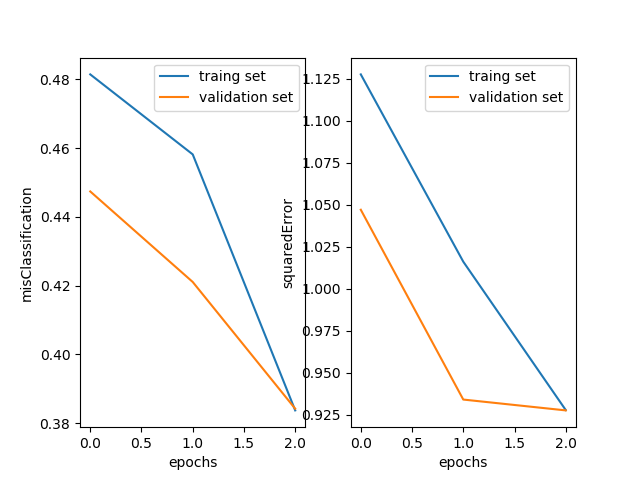 traing set
validation set
0.48
0.46
0.44
0.42
0.40
0.38
misClassification
0.0 0.5 1.0 1.5 2.0
epochs
traing set
validation set
1.125
1.100
1.075
1.050
1.025
1.000
0.975
0.950
0.925
squaredError
0.0 0.5 1.0 1.5 2.0
epochs